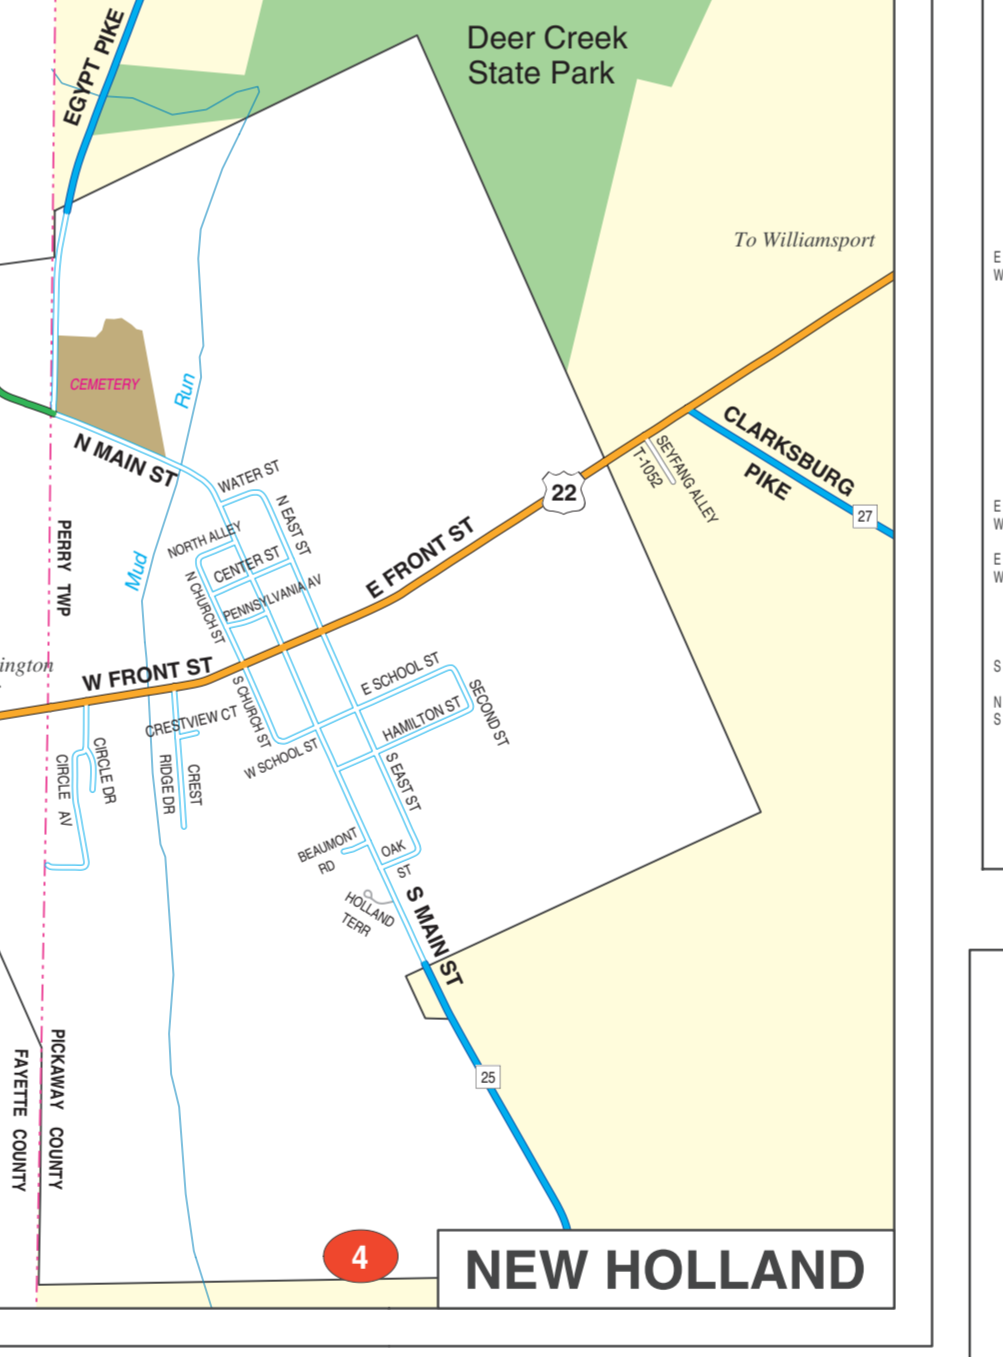 EGYPT PIKE
Deer Creek
State Park
To Williamsport
E
W
CEMETERY
Run
N MAIN ST
CLARKSBURG
PIKE
SEYFANG ALLEY
T-1052
WATER ST
22
27
N EAST ST
E
W
NORTH ALLEY
E FRONT ST
CENTER ST
E
W
PERRY TWP
Mud
N CHURCH ST
PENNSYLVANIA AV
ington
W FRONT ST
E SCHOOL ST
S
S CHURCH ST
SECOND ST
N
S
CRESTVIEW CT
HAMILTON ST
W SCHOOL ST
CIRCLE DR
CIRCLE AV
CREST
RIDGE DR
S EAST ST
BEAUMONT
RD
OAK
ST
HOLLAND
TERR
S MAIN ST
25
PICKAWAY COUNTY
FAYETTE COUNTY
4
NEW HOLLAND